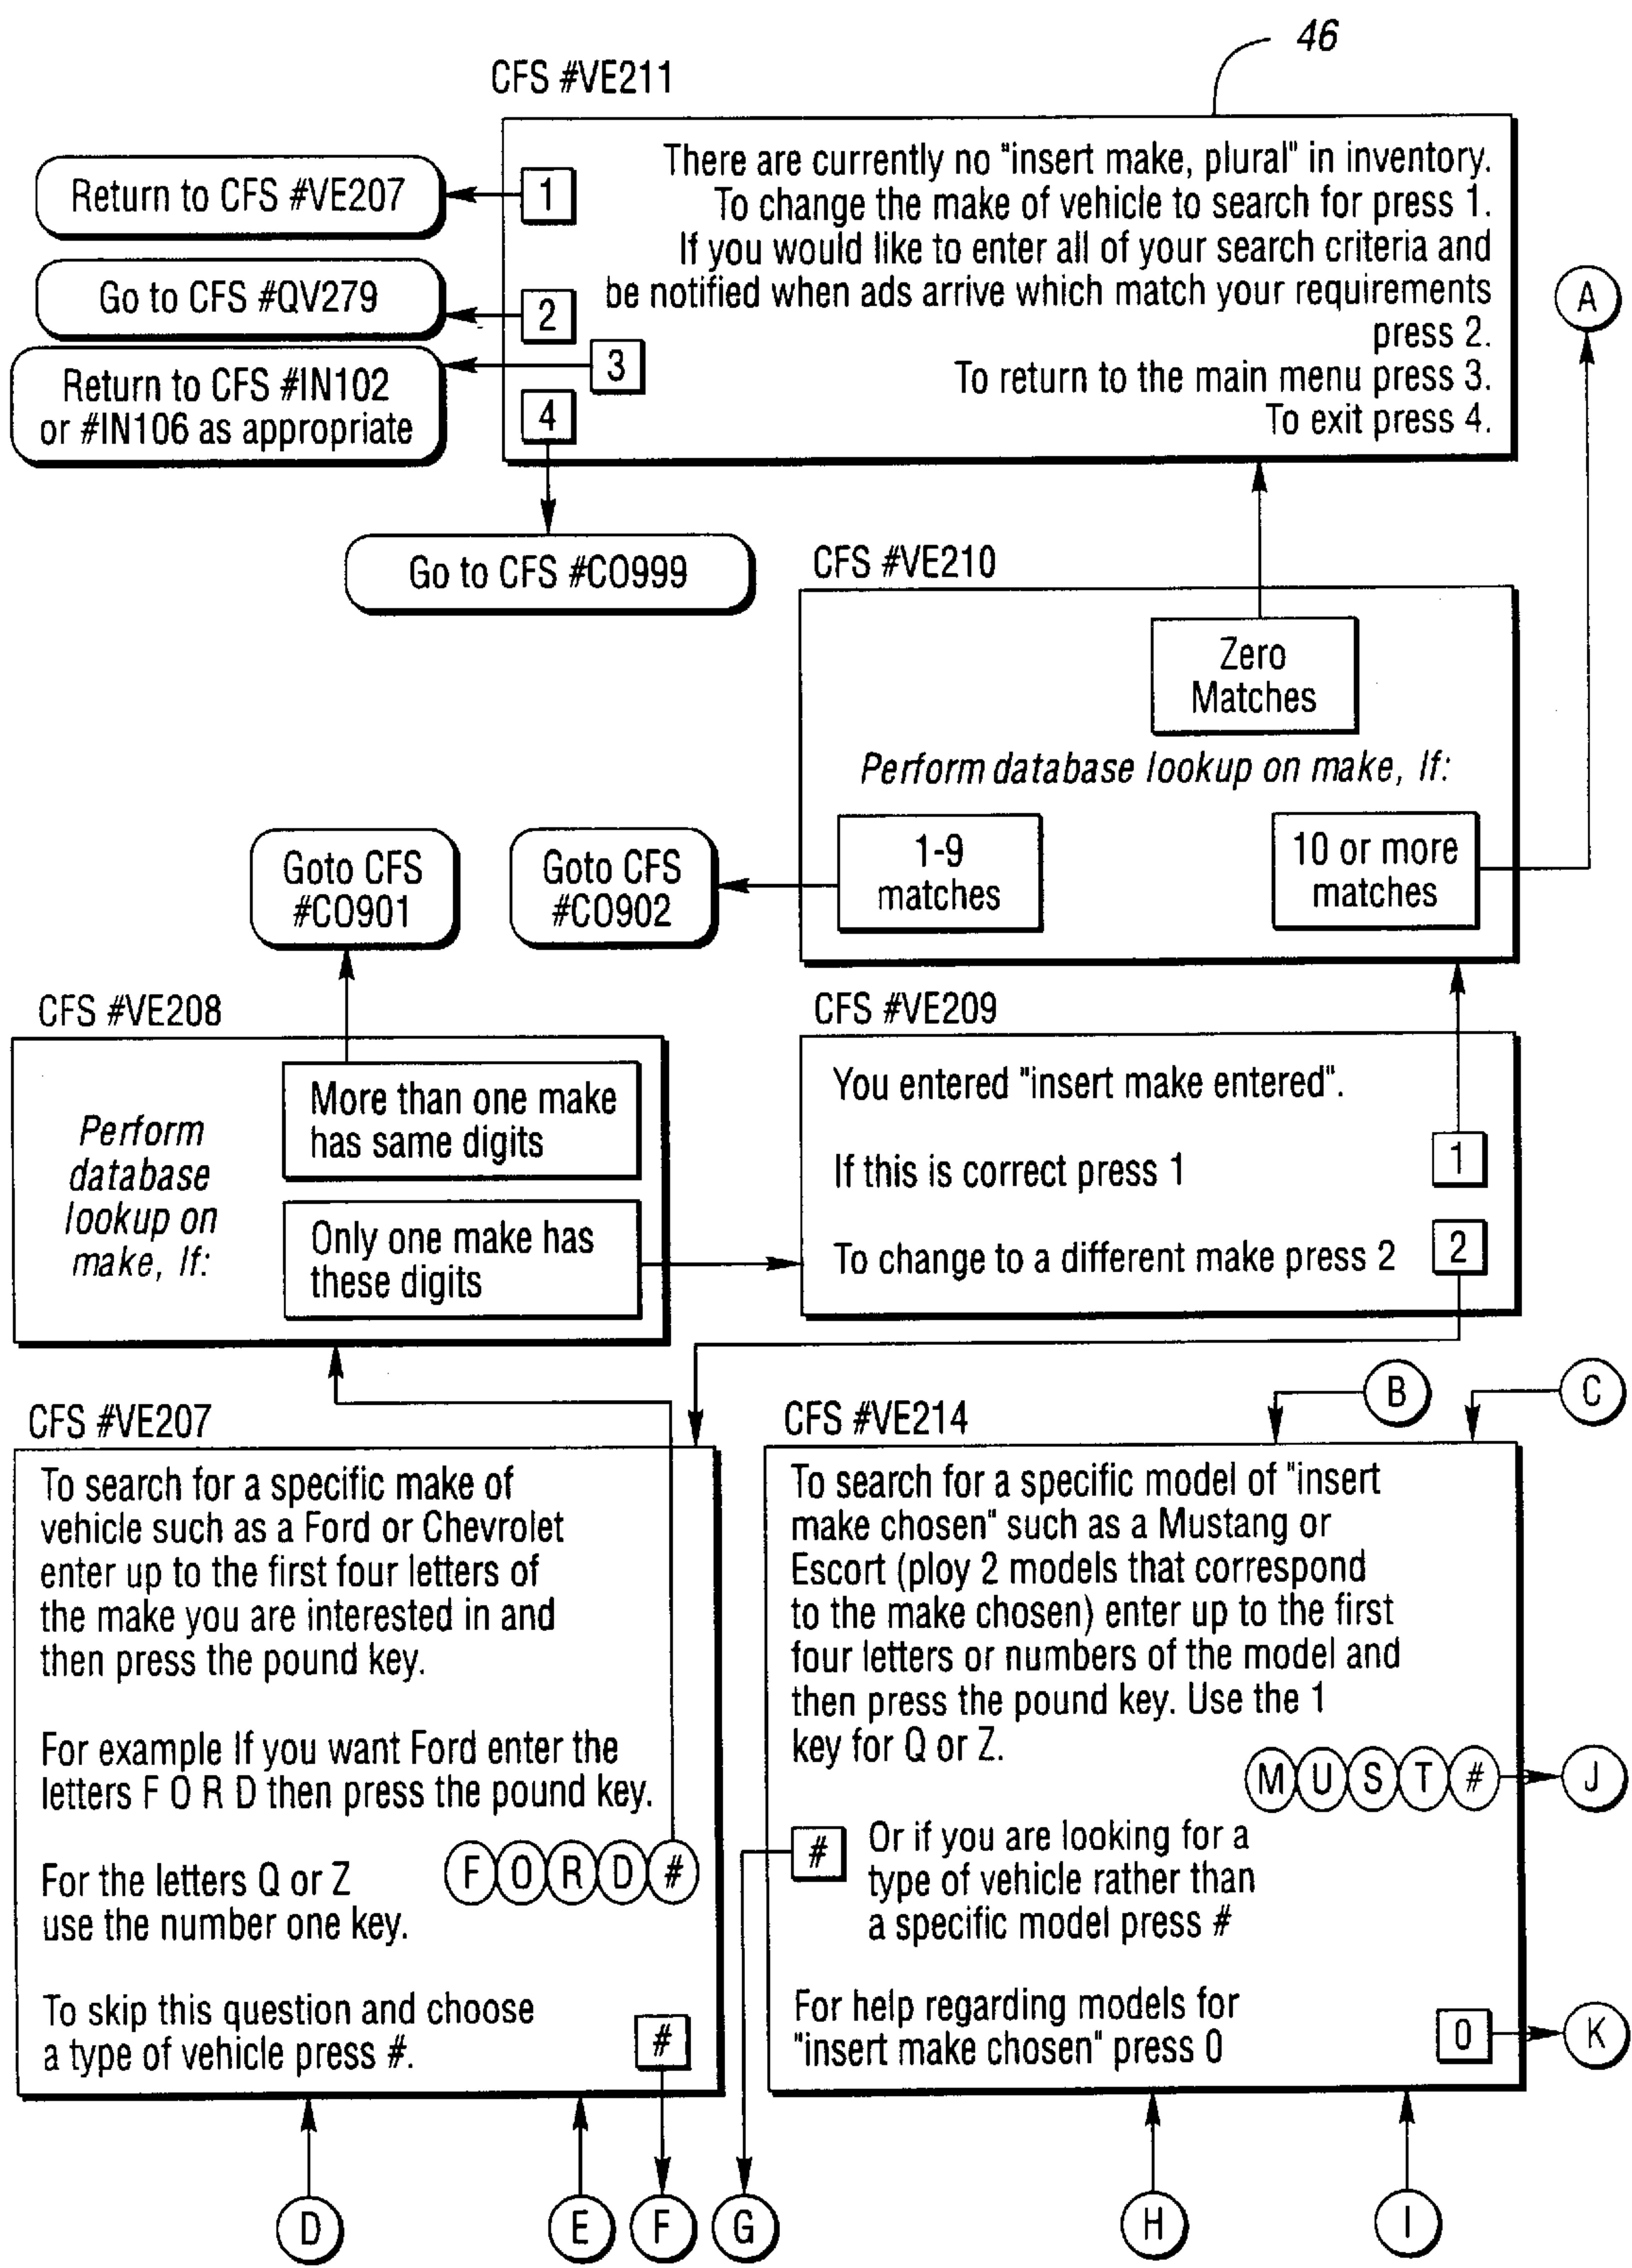 46
CFS #VE211
There are currently no "insert make, plural" in inventory.
To change the make of vehicle to search for press 1.
If you would like to enter all of your search criteria and
be notified when ads arrive which match your requirements
press 2.
To return to the main menu press 3.
To exit press 4.
1
2
3
4
Return to CFS #VE207
Go to CFS #QV279
Return to CFS #IN102
or #IN106 as appropriate
Go to CFS #CO999
A
CFS #VE210
Zero
Matches
Perform database lookup on make, If:
1-9
matches
10 or more
matches
Goto CFS
#CO901
Goto CFS
#CO902
CFS #VE208
Perform
database
lookup on
make, If:
More than one make
has same digits
Only one make has
these digits
CFS #VE209
You entered "insert make entered".
If this is correct press 1
1
To change to a different make press 2
2
B
C
CFS #VE207
To search for a specific make of
vehicle such as a Ford or Chevrolet
enter up to the first four letters of
the make you are interested in and
then press the pound key.
For example If you want Ford enter the
letters F O R D then press the pound key.
F O R D #
For the letters Q or Z
use the number one key.
To skip this question and choose
a type of vehicle press #.
#
CFS #VE214
To search for a specific model of "insert
make chosen" such as a Mustang or
Escort (ploy 2 models that correspond
to the make chosen) enter up to the first
four letters or numbers of the model and
then press the pound key. Use the 1
key for Q or Z.
M U S T #
J
#
Or if you are looking for a
type of vehicle rather than
a specific model press #
For help regarding models for
"insert make chosen" press 0
0
K
D
E
F
G
H
I